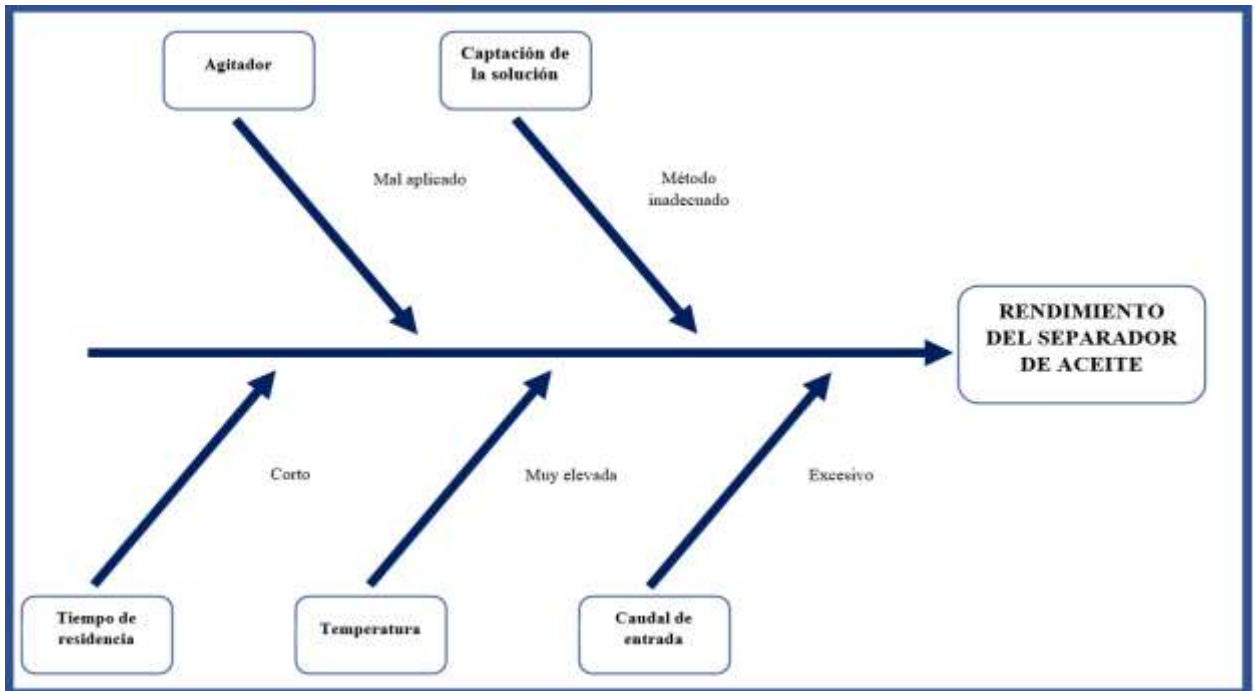 Agitador
Captación de
la solución
Mal aplicado
Método
inadecuado
RENDIMIENTO
DEL SEPARADOR
DE ACEITE
Corto
Muy elevada
Excesivo
Tiempo de
residencia
Temperatura
Caudal de
entrada